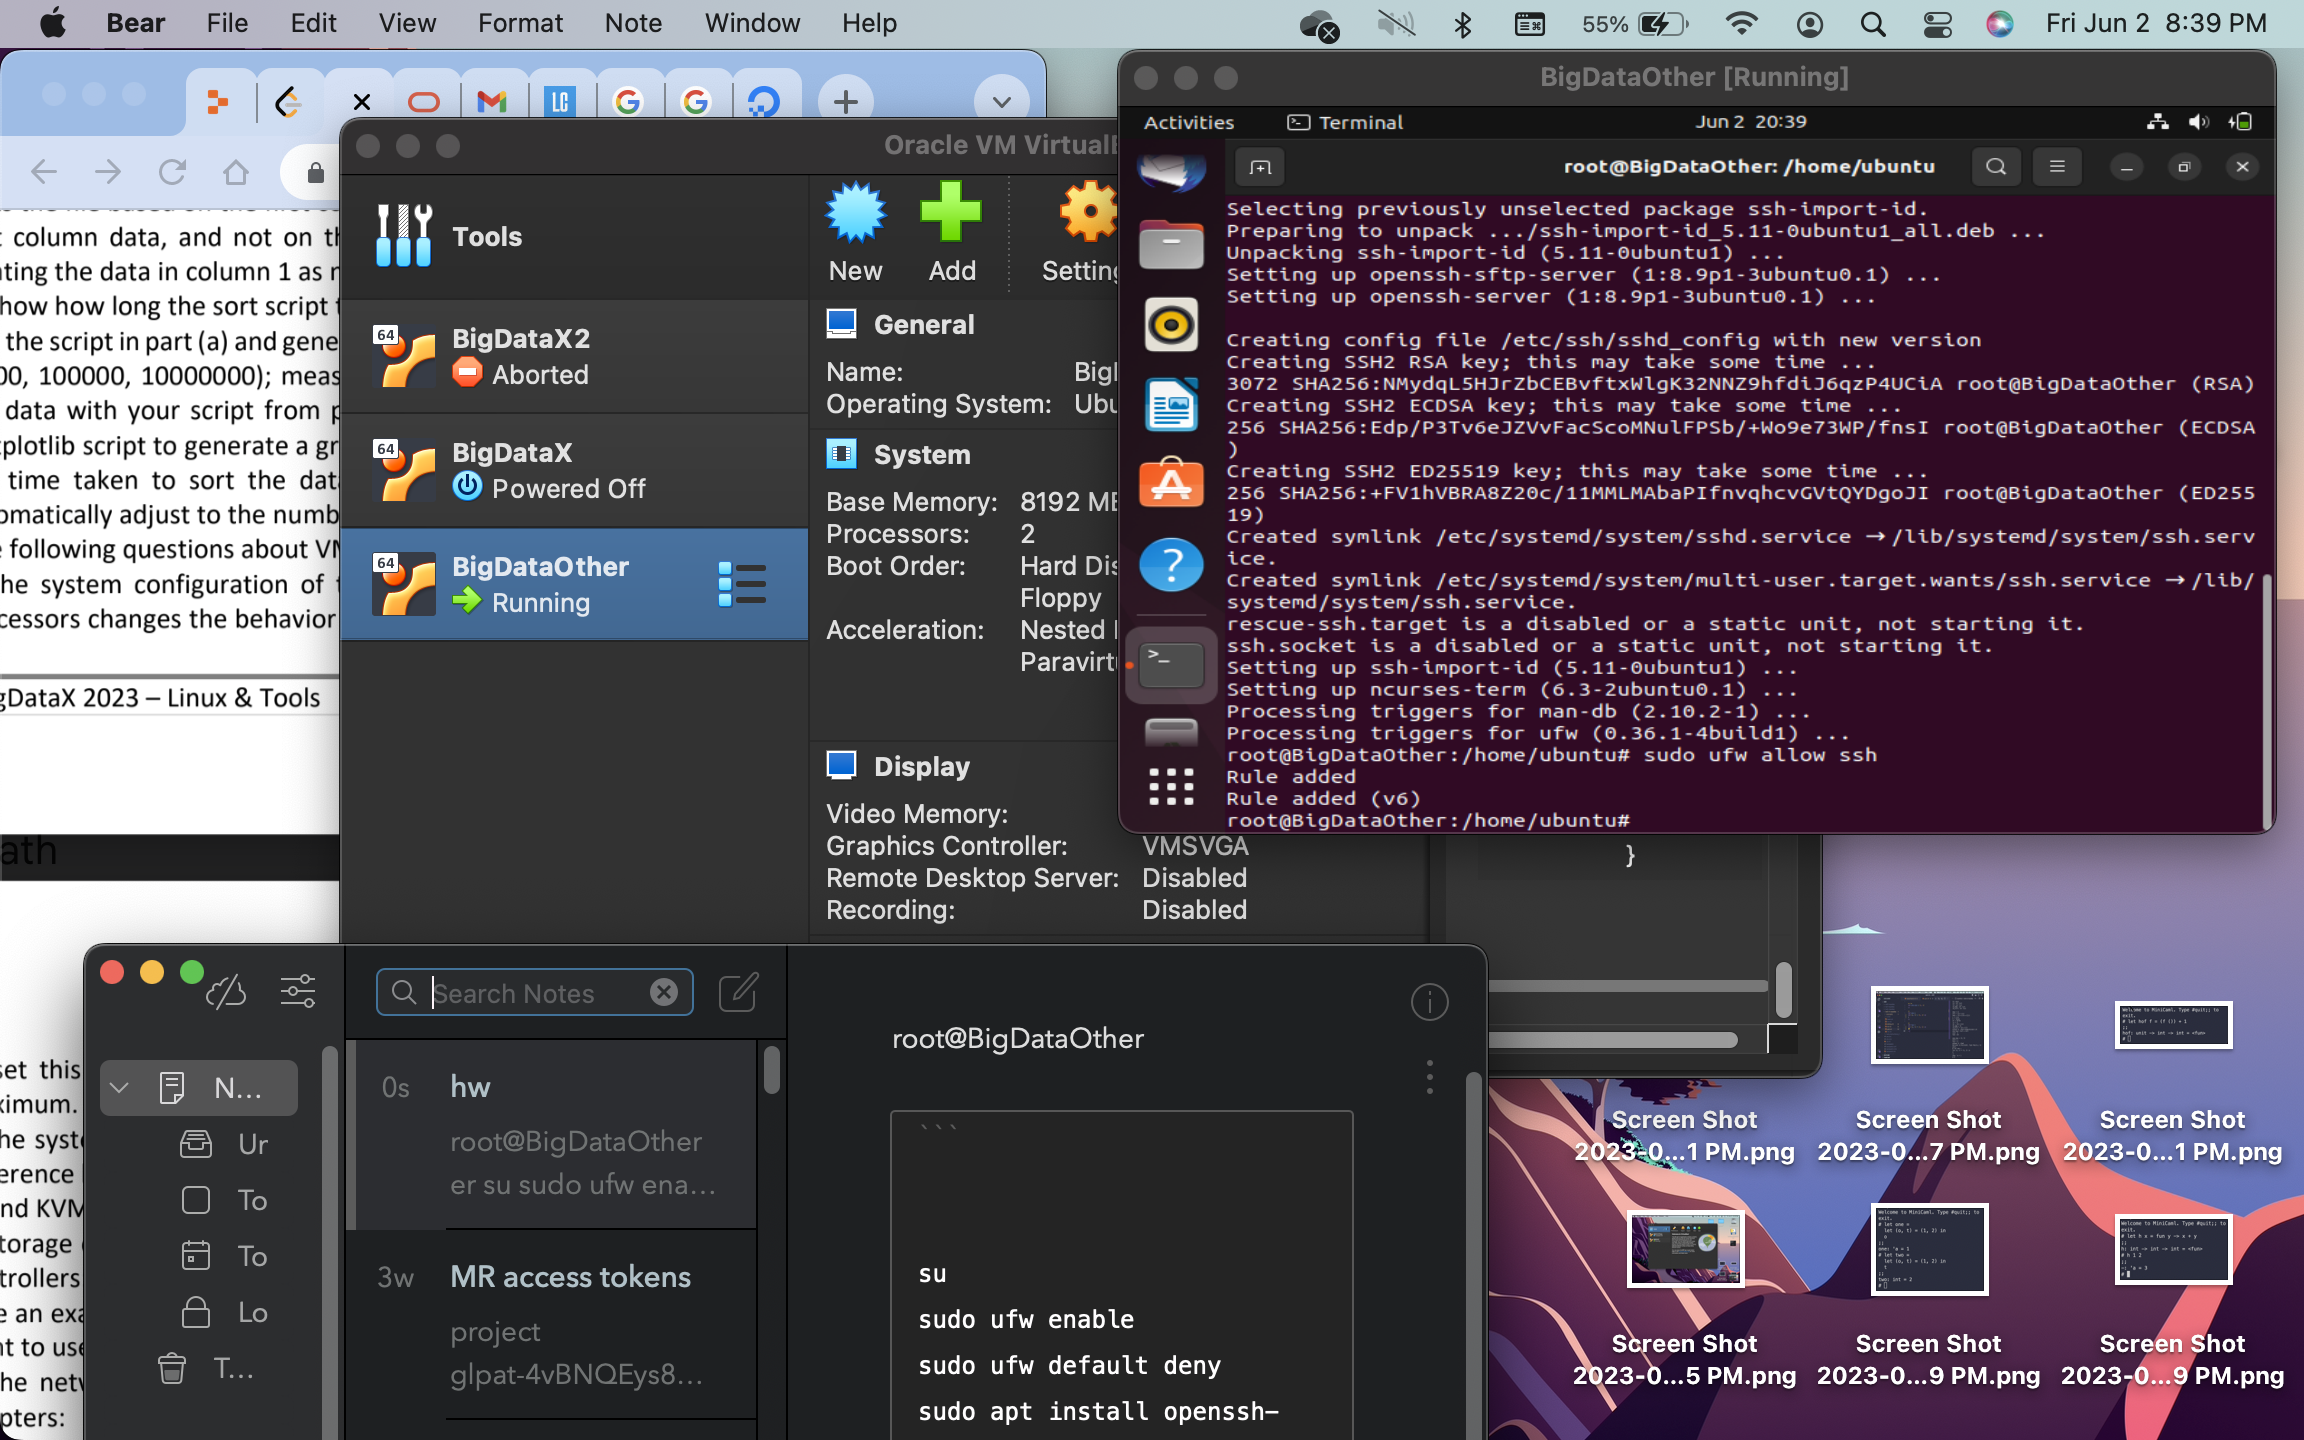 Bear File Edit View Format Note Window Help
55%
Fri Jun 2 8:39 PM
LC
column data, and not on th
ating the data in column 1 as
how how long the sort script
the script in part (a) and gene
00, 100000, 10000000); meas
data with your script from
plotlib script to generate a gr
time taken to sort the dat
omatically adjust to the numb
following questions about VM
he system configuration of
cessors changes the behavior
gDataX 2023 – Linux & Tools
ath
set this
ximum.
he syst
erence
nd KVM
torage
trollers
e an exa
nt to use
he netw
pters:
Oracle VM VirtualB
Tools
New
Add
Setting
64
BigDataX2
Aborted
64
BigDataX
Powered Off
64
BigDataOther
Running
General
Name: Big
Operating System: Ubu
System
Base Memory: 8192 MB
Processors: 2
Boot Order: Hard Dis
Floppy
Acceleration: Nested
Paravirtu
Display
Video Memory:
Graphics Controller: VMSVGA
Remote Desktop Server: Disabled
Recording: Disabled
}
BigDataOther [Running]
Activities
Terminal
Jun 2 20:39
root@BigDataOther: /home/ubuntu
Selecting previously unselected package ssh-import-id.
Preparing to unpack .../ssh-import-id_5.11-0ubuntu1_all.deb ...
Unpacking ssh-import-id (5.11-0ubuntu1) ...
Setting up openssh-sftp-server (1:8.9p1-3ubuntu0.1) ...
Setting up openssh-server (1:8.9p1-3ubuntu0.1) ...
Creating config file /etc/ssh/sshd_config with new version
Creating SSH2 RSA key; this may take some time ...
3072 SHA256:NMydqL5HJrZbCEBvftxWlgK32NNZ9hfdiJ6qzP4UCiA root@BigDataOther (RSA)
Creating SSH2 ECDSA key; this may take some time ...
256 SHA256:Edp/P3Tv6eJZVvFacScoMNulFPSb/+Wo9e73WP/fnsI root@BigDataOther (ECDSA
)
Creating SSH2 ED25519 key; this may take some time ...
256 SHA256:+FV1hVBRA8Z20c/11MMLMAbaPIfnvqhcvGVtQYDgoJI root@BigDataOther (ED255
19)
Created symlink /etc/systemd/system/sshd.service → /lib/systemd/system/ssh.serv
ice.
Created symlink /etc/systemd/system/multi-user.target.wants/ssh.service → /lib/
systemd/system/ssh.service.
rescue-ssh.target is a disabled or a static unit, not starting it.
ssh.socket is a disabled or a static unit, not starting it.
Setting up ssh-import-id (5.11-0ubuntu1) ...
Setting up ncurses-term (6.3-2ubuntu0.1) ...
Processing triggers for man-db (2.10.2-1) ...
Processing triggers for ufw (0.36.1-4build1) ...
root@BigDataOther:/home/ubuntu# sudo ufw allow ssh
Rule added
Rule added (v6)
root@BigDataOther:/home/ubuntu#
N...
Ur
To
To
Lo
T...
Search Notes
0s hw
root@BigDataOther
er su sudo ufw ena...
3w MR access tokens
project
glpat-4vBNQEys8...
root@BigDataOther
```
su
sudo ufw enable
sudo ufw default deny
sudo apt install openssh-
Screen Shot
2023-0...1 PM.png
Screen Shot
2023-0...7 PM.png
Screen Shot
2023-0...1 PM.png
Screen Shot
2023-0...5 PM.png
Screen Shot
2023-0...9 PM.png
Screen Shot
2023-0...9 PM.png